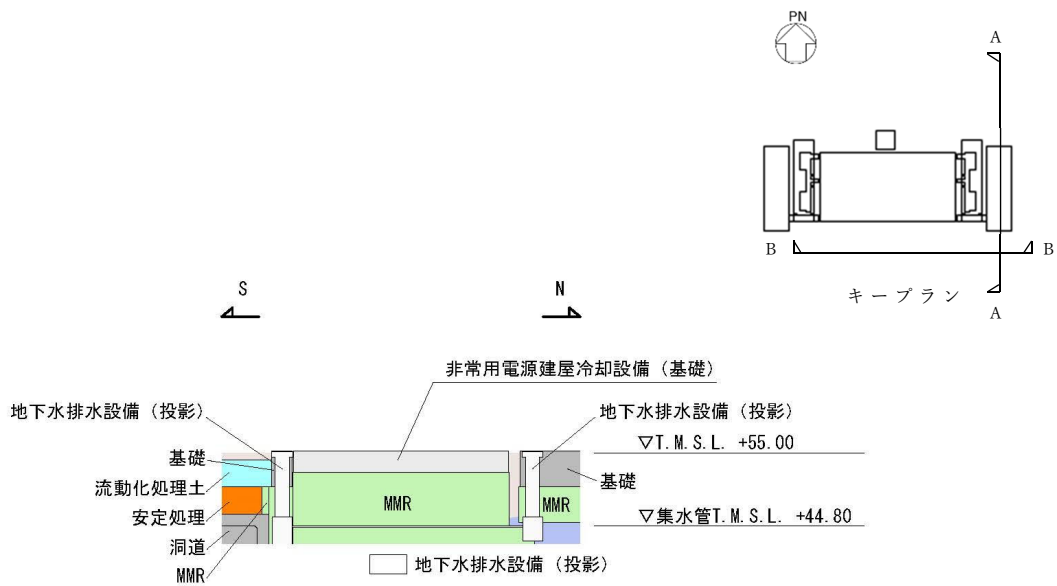 PN
A
B
B
キープラン
A
S
N
非常用電源建屋冷却設備（基礎）
地下水排水設備（投影）
地下水排水設備（投影）
▽T.M.S.L. +55.00
基礎
流動化処理土
安定処理
洞道
MMR
MMR
MMR
基礎
▽集水管T.M.S.L. +44.80
地下水排水設備（投影）